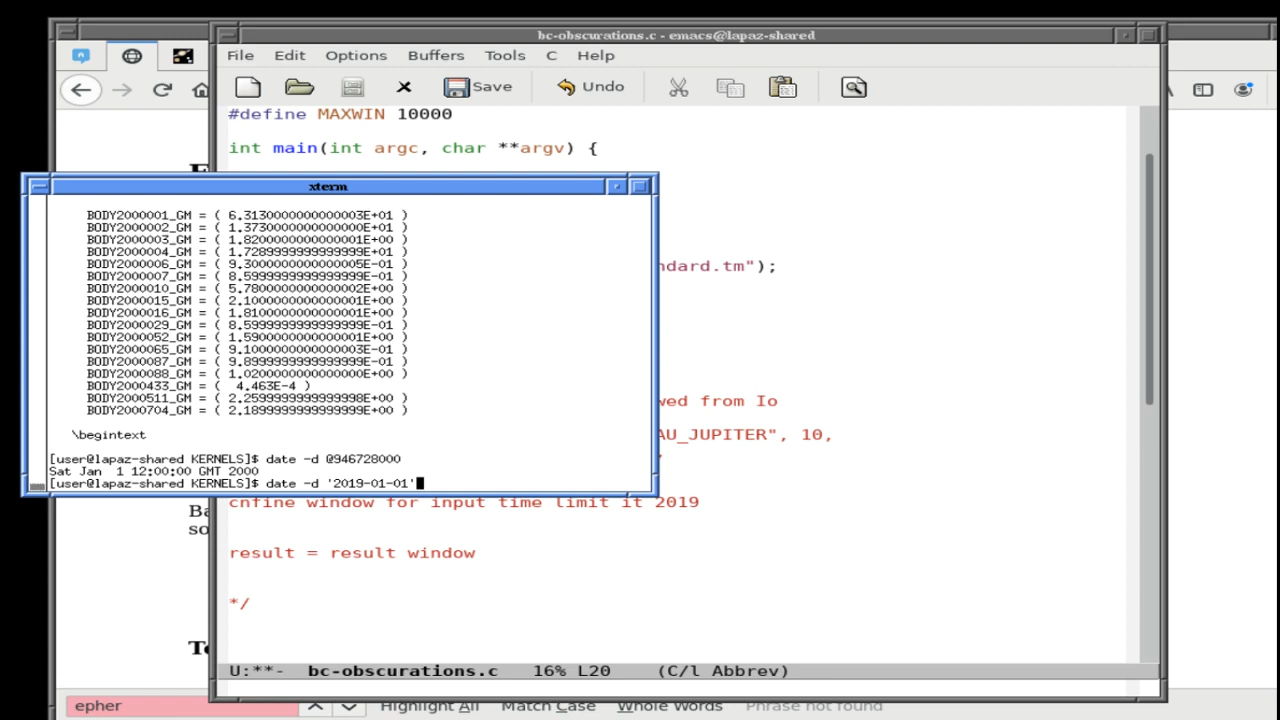 bc-obscurations.c - emacs@lapaz-shared
File Edit Options Buffers Tools C Help
Save Undo
#define MAXWIN 10000
int main(int argc, char **argv) {
xterm
BODY2000001_GM = ( 6.3130000000000003E+01 )
BODY2000002_GM = ( 1.3730000000000000E+01 )
BODY2000003_GM = ( 1.8200000000000001E+00 )
BODY2000004_GM = ( 1.7289999999999999E+01 )
BODY2000006_GM = ( 9.3000000000000005E-01 )
BODY2000007_GM = ( 8.5999999999999999E-01 )
BODY2000010_GM = ( 5.7800000000000002E+00 )
BODY2000015_GM = ( 2.1000000000000001E+00 )
BODY2000016_GM = ( 1.8100000000000001E+00 )
BODY2000029_GM = ( 8.5999999999999999E-01 )
BODY2000052_GM = ( 1.5900000000000001E+00 )
BODY2000065_GM = ( 9.1000000000000003E-01 )
BODY2000087_GM = ( 9.8999999999999999E-01 )
BODY2000088_GM = ( 1.0200000000000000E+00 )
BODY2000433_GM = ( 4.463E-4 )
BODY2000511_GM = ( 2.2599999999999998E+00 )
BODY2000704_GM = ( 2.1899999999999999E+00 )
\begintext
[user@lapaz-shared KERNELS]$ date -d @946728000
Sat Jan 1 12:00:00 GMT 2000
[user@lapaz-shared KERNELS]$ date -d '2019-01-01'
ndard.tm");
wed from Io
AU_JUPITER", 10,
cnfine window for input time limit it 2019
result = result window
*/
Ba
so
To
U:**- bc-obscurations.c 16% L20 (C/l Abbrev)
epher Highlight All Match Case Whole Words Phrase not found